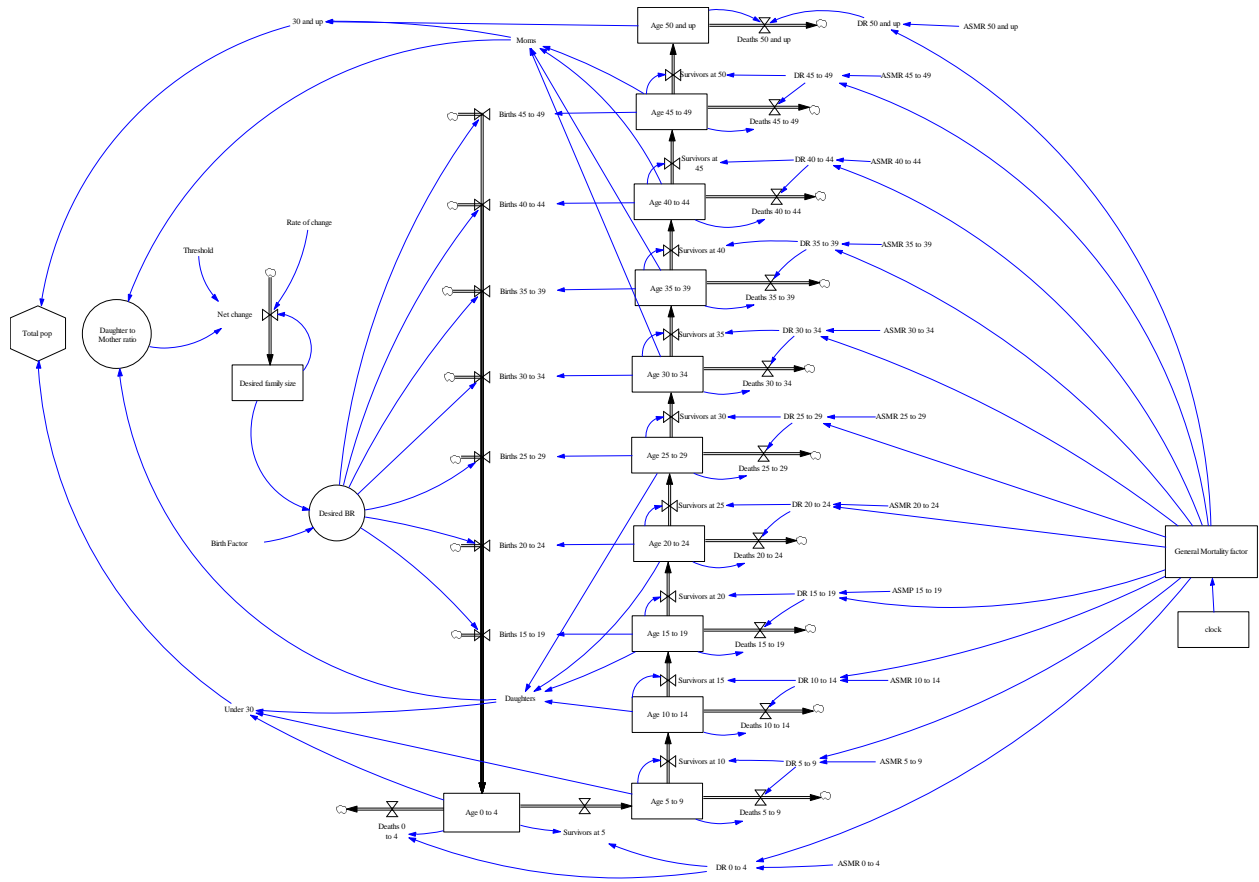 30 and up
Age 50 and up
Deaths 50 and up
DR 50 and up
ASMR 50 and up
Moms
Survivors at 50
DR 45 to 49
ASMR 45 to 49
Births 45 to 49
Age 45 to 49
Deaths 45 to 49
Survivors at
45
DR 40 to 44
ASMR 40 to 44
Births 40 to 44
Age 40 to 44
Deaths 40 to 44
Rate of change
Threshold
Survivors at 40
DR 35 to 39
ASMR 35 to 39
Births 35 to 39
Age 35 to 39
Deaths 35 to 39
Net change
Total pop
Daughter to
Mother ratio
Survivors at 35
DR 30 to 34
ASMR 30 to 34
Births 30 to 34
Age 30 to 34
Deaths 30 to 34
Desired family size
Survivors at 30
DR 25 to 29
ASMR 25 to 29
Births 25 to 29
Age 25 to 29
Deaths 25 to 29
Desired BR
Survivors at 25
DR 20 to 24
ASMR 20 to 24
Birth Factor
Births 20 to 24
Age 20 to 24
Deaths 20 to 24
General Mortality factor
Survivors at 20
DR 15 to 19
ASMP 15 to 19
Births 15 to 19
Age 15 to 19
Deaths 15 to 19
clock
Survivors at 15
DR 10 to 14
ASMR 10 to 14
Daughters
Under 30
Age 10 to 14
Deaths 10 to 14
Survivors at 10
DR 5 to 9
ASMR 5 to 9
Age 5 to 9
Deaths 5 to 9
Age 0 to 4
Deaths 0
to 4
Survivors at 5
DR 0 to 4
ASMR 0 to 4